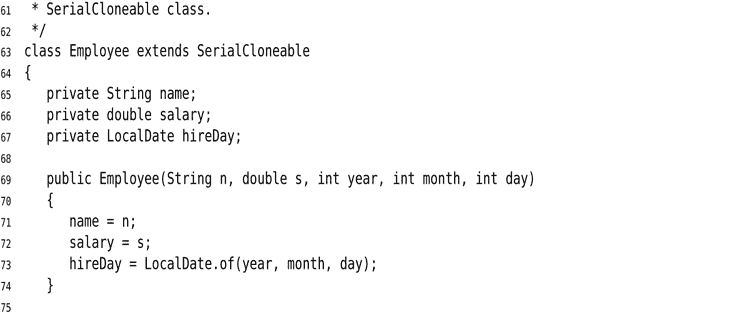 61  * SerialCloneable class.
62  */
63 class Employee extends SerialCloneable
64 {
65    private String name;
66    private double salary;
67    private LocalDate hireDay;
68
69    public Employee(String n, double s, int year, int month, int day)
70    {
71       name = n;
72       salary = s;
73       hireDay = LocalDate.of(year, month, day);
74    }
75